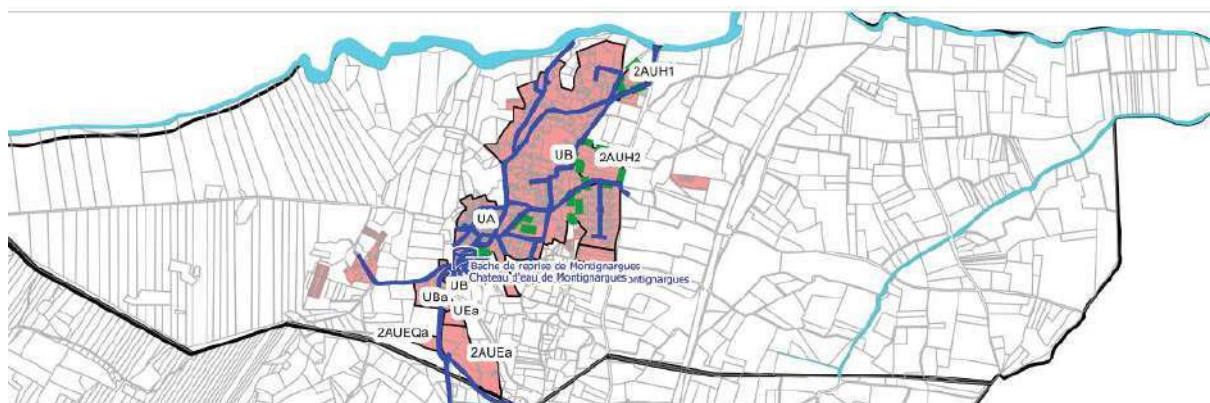 2AUH1
UB
2AUH2
UA
Bache de reprise de Montignargues
Chateau d'eau de Montignargues
UB
UBa
UEa
2AUEQa
2AUEa